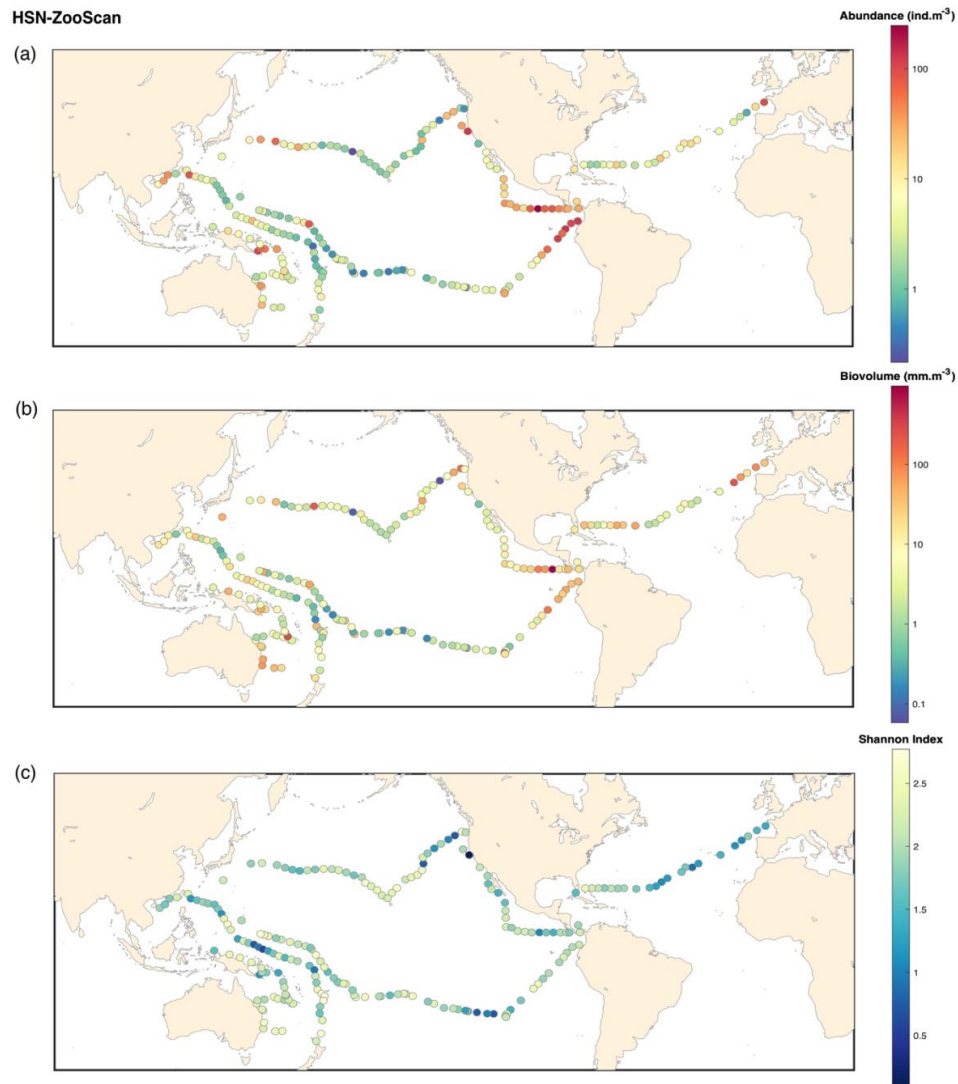 HSN-ZooScan
Abundance (ind.m⁻³)
(a)
100
10
1
Biovolume (mm.m⁻³)
(b)
100
10
1
0.1
Shannon Index
(c)
2.5
2
1.5
1
0.5